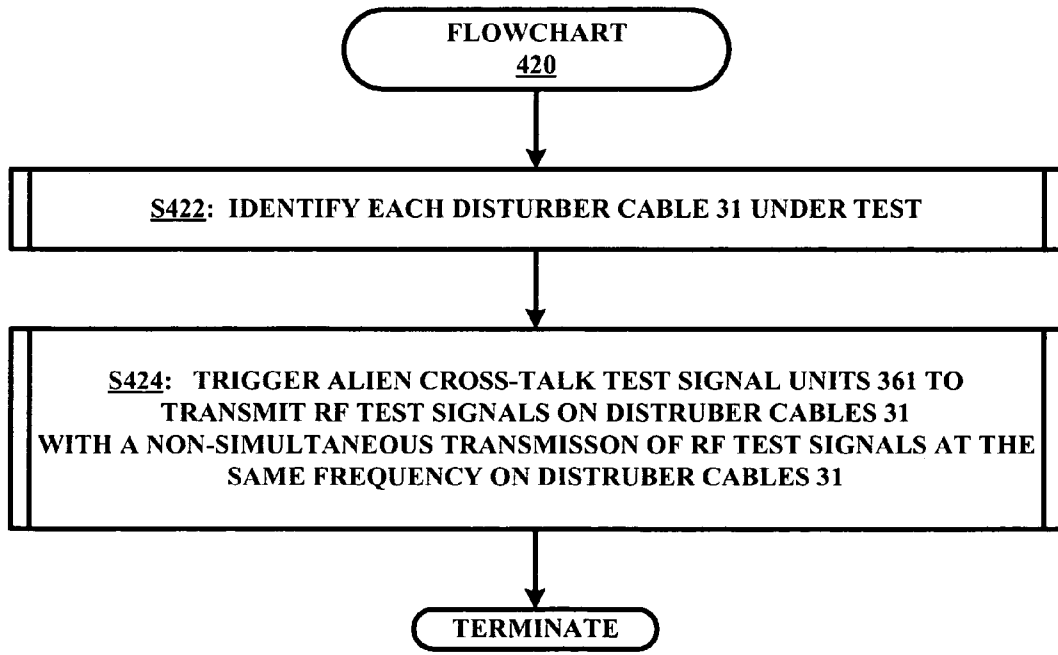 FLOWCHART
420
S422: IDENTIFY EACH DISTURBER CABLE 31 UNDER TEST
S424: TRIGGER ALIEN CROSS-TALK TEST SIGNAL UNITS 361 TO
TRANSMIT RF TEST SIGNALS ON DISTRUBER CABLES 31
WITH A NON-SIMULTANEOUS TRANSMISSON OF RF TEST SIGNALS AT THE
SAME FREQUENCY ON DISTRUBER CABLES 31
TERMINATE